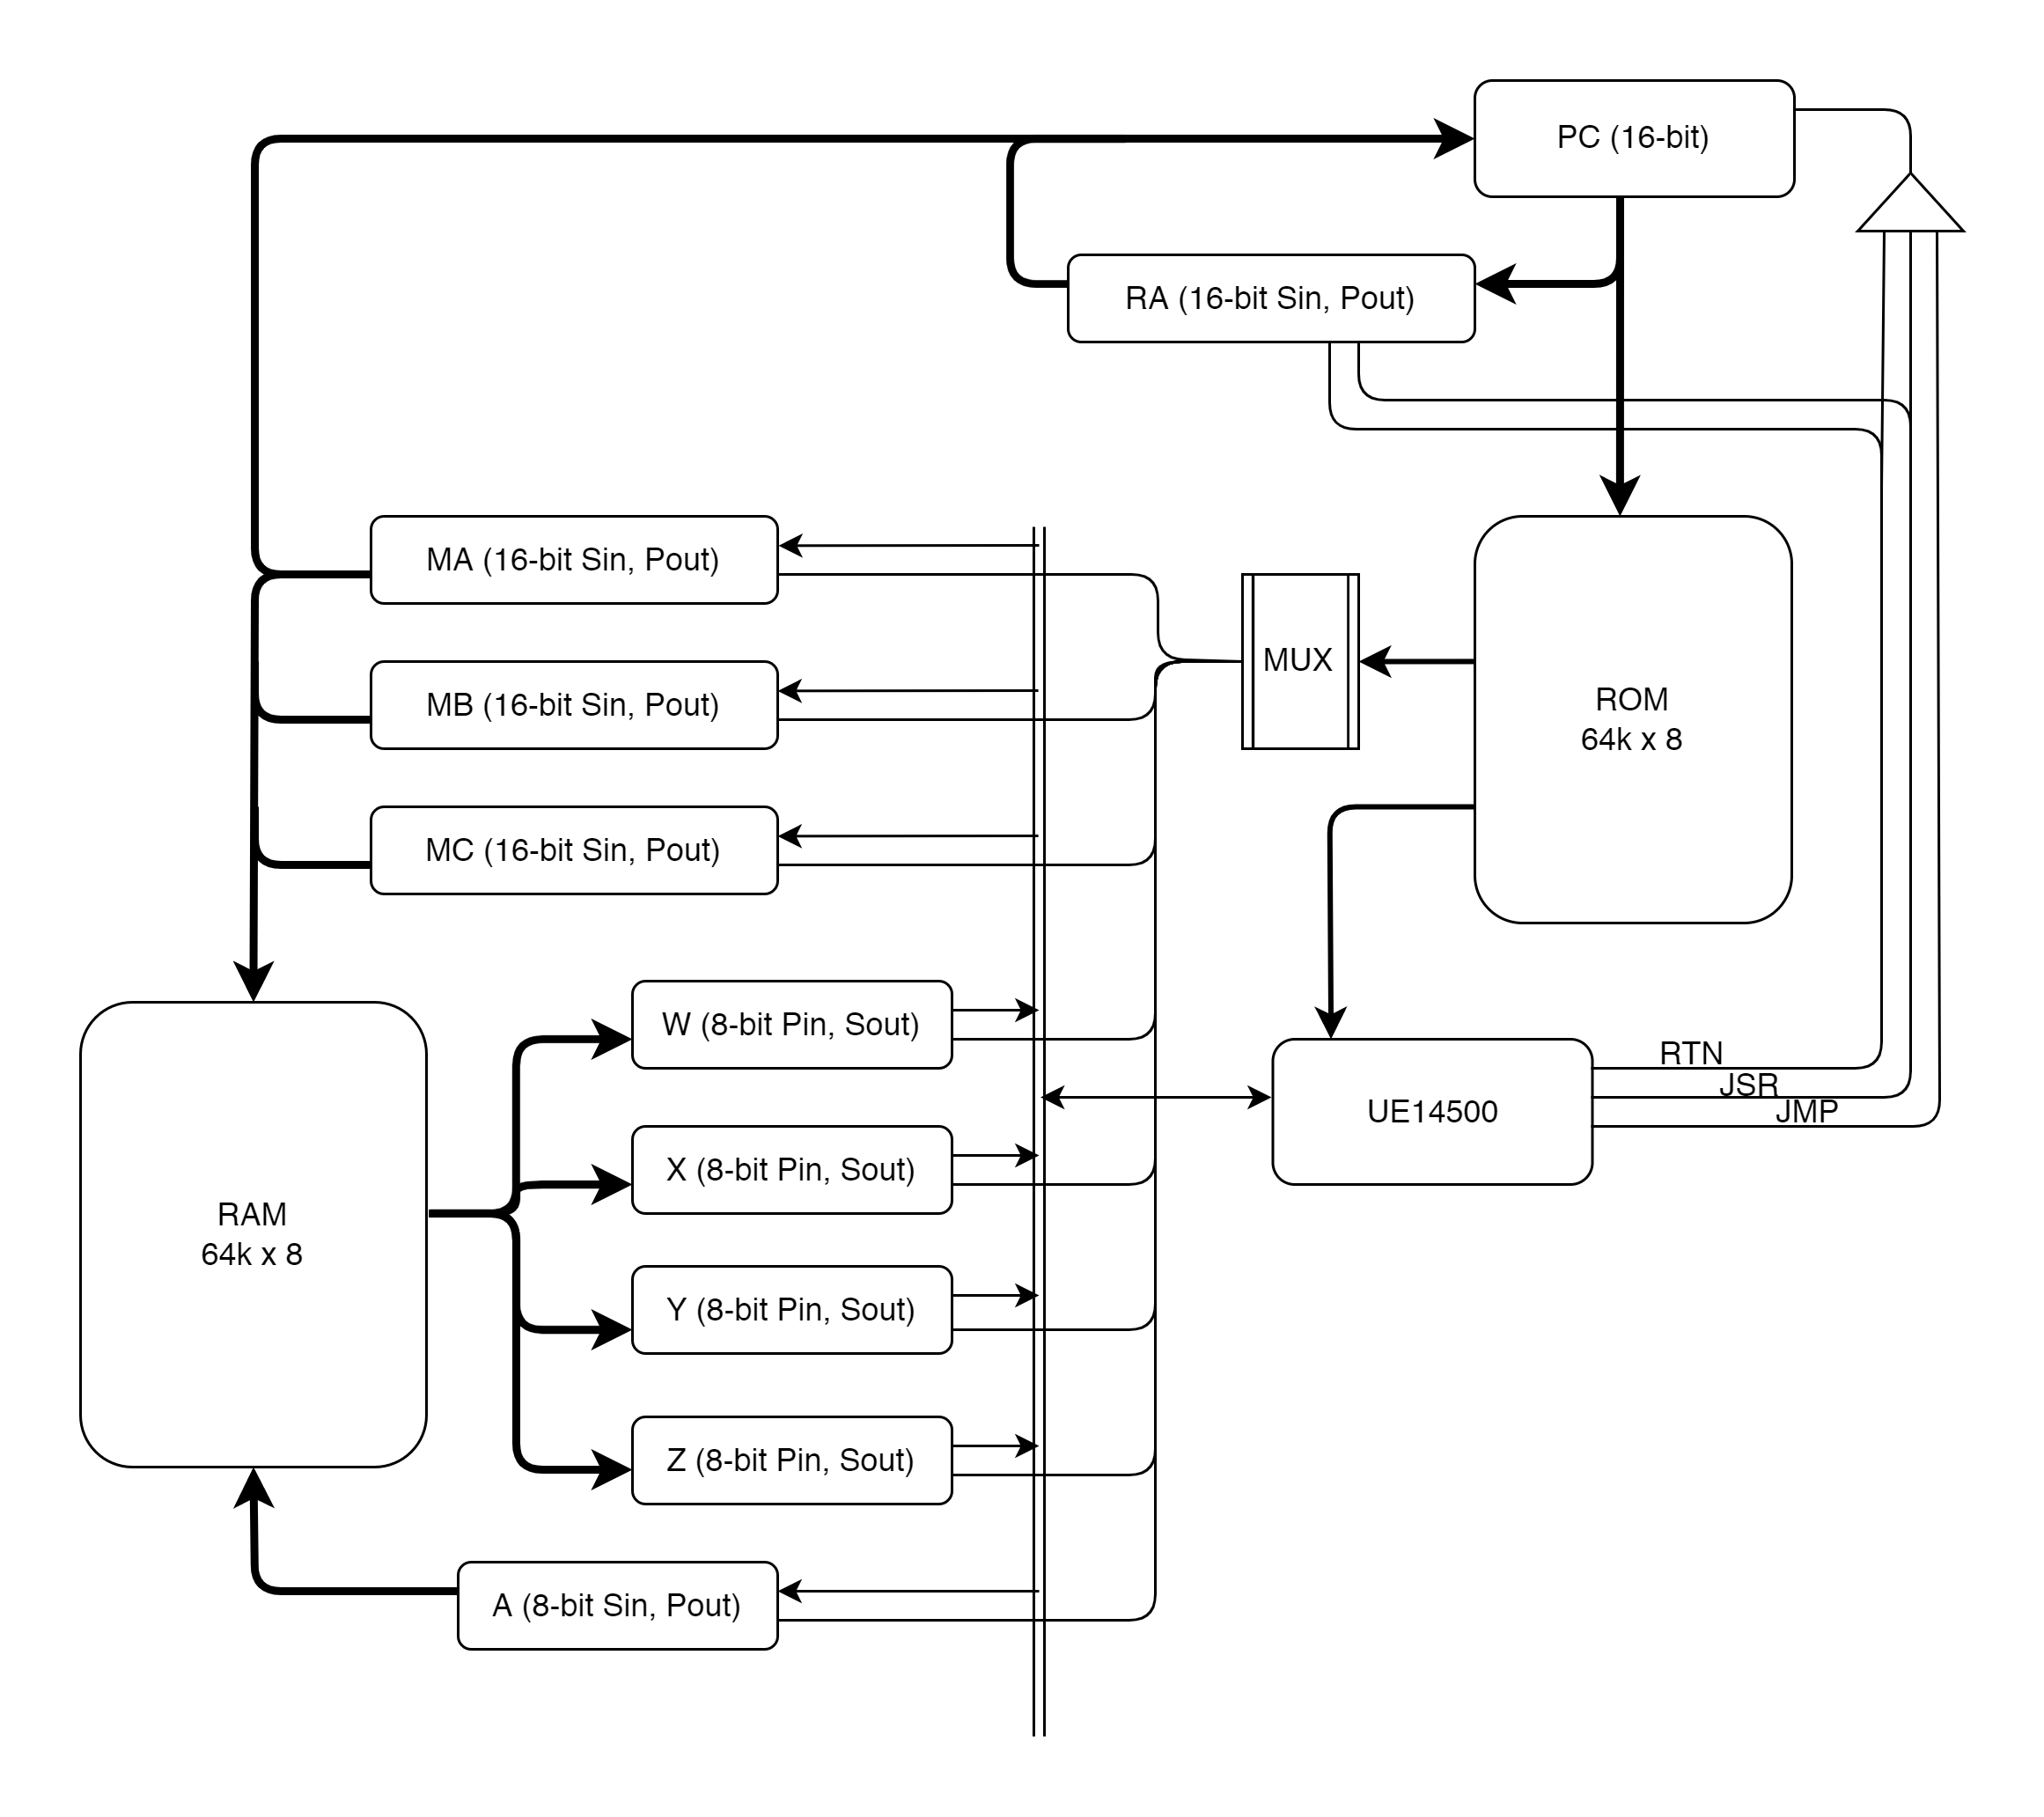 PC (16-bit)
RA (16-bit Sin, Pout)
MA (16-bit Sin, Pout)
MUX
MB (16-bit Sin, Pout)
ROM
64k x 8
MC (16-bit Sin, Pout)
W (8-bit Pin, Sout)
RTN
JSR
JMP
UE14500
X (8-bit Pin, Sout)
RAM
64k x 8
Y (8-bit Pin, Sout)
Z (8-bit Pin, Sout)
A (8-bit Sin, Pout)